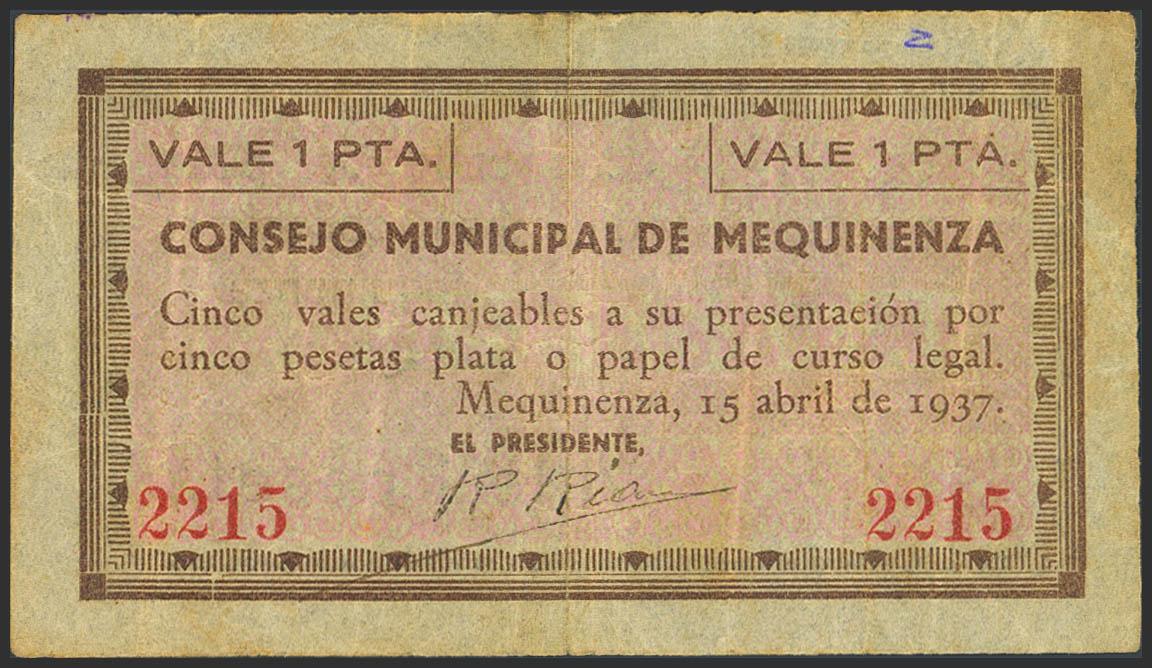 VALE 1 PTA. VALE 1 PTA.
CONSEJO MUNICIPAL DE MEQUINENZA
Cinco vales canjeables a su presentaeión por
cinco pesetas plata o papel de curso legal.
Mequinenza, 15 abril de 1937.
EL PRESIDENTE,
2215 2215